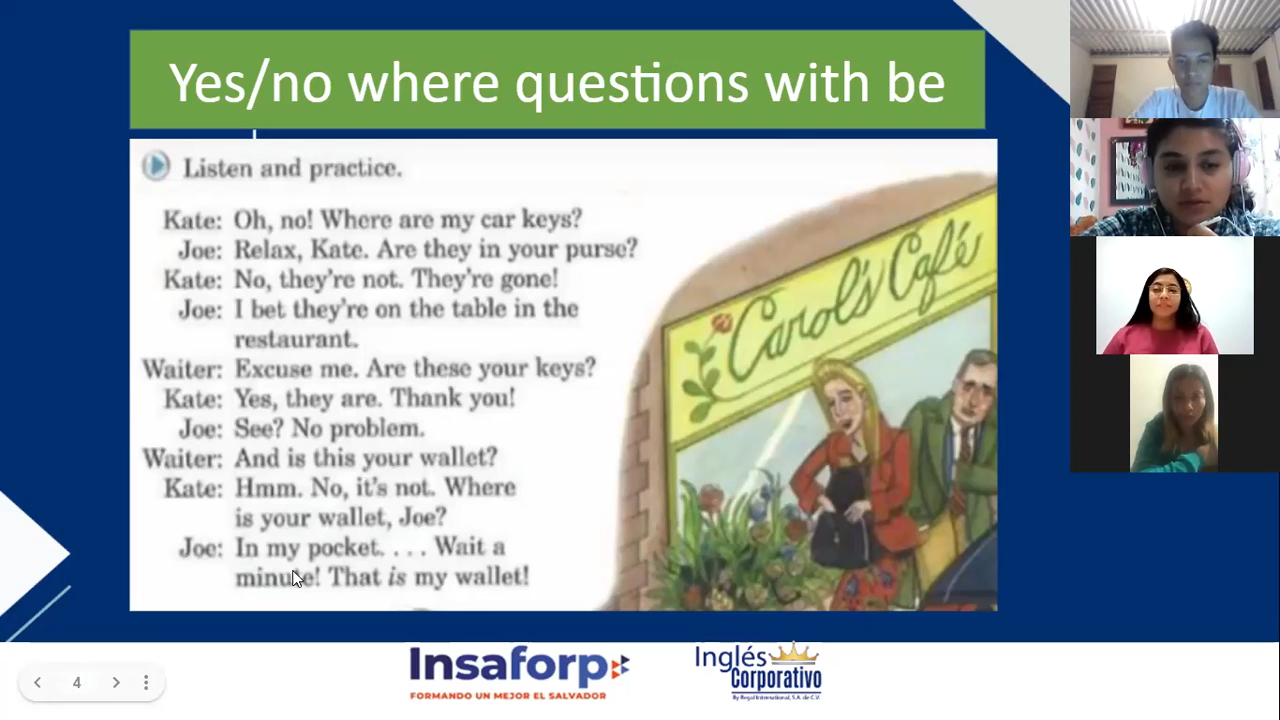 Yes/no where questions with be
Listen and practice.
Kate: Oh, no! Where are my car keys?
Joe: Relax, Kate. Are they in your purse?
Kate: No, they're not. They're gone!
Joe: I bet they're on the table in the
restaurant.
Waiter: Excuse me. Are these your keys?
Kate: Yes, they are. Thank you!
Joe: See? No problem.
Waiter: And is this your wallet?
Kate: Hmm. No, it's not. Where
is your wallet, Joe?
Joe: In my pocket. . . . Wait a
minute! That is my wallet!
Carol's Café
Insaforp
FORMANDO UN MEJOR EL SALVADOR
Inglés
Corporativo
By Regal International, S.A. de C.V.
4